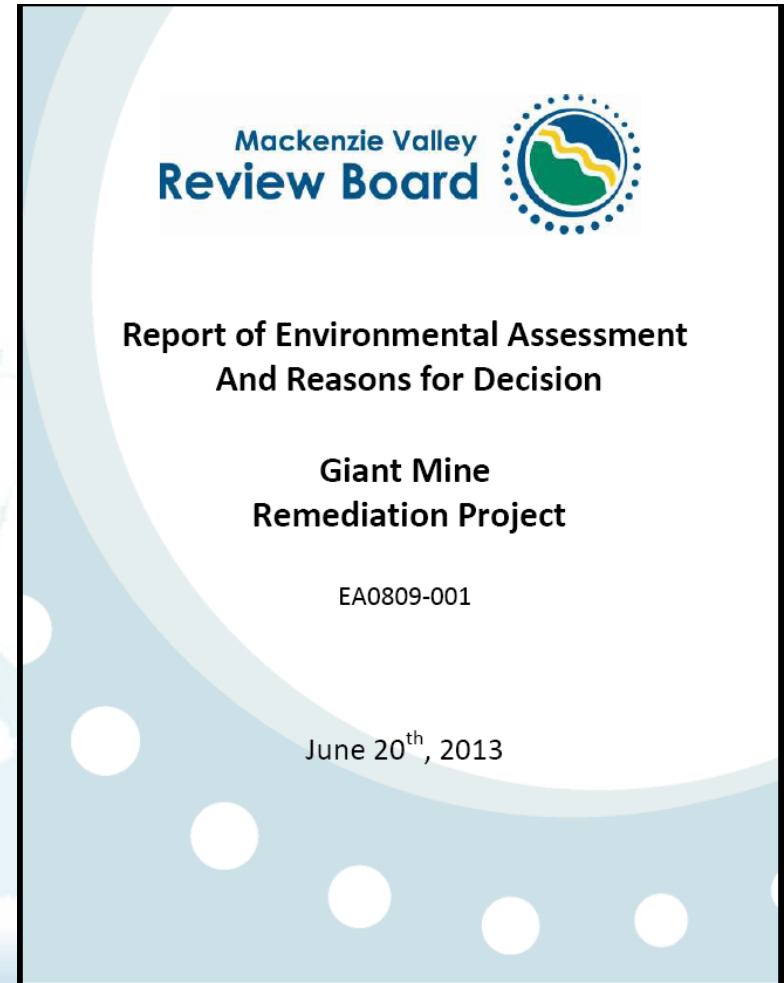 Mackenzie Valley
Review Board
Report of Environmental Assessment
And Reasons for Decision
Giant Mine
Remediation Project
EA0809-001
June 20th, 2013